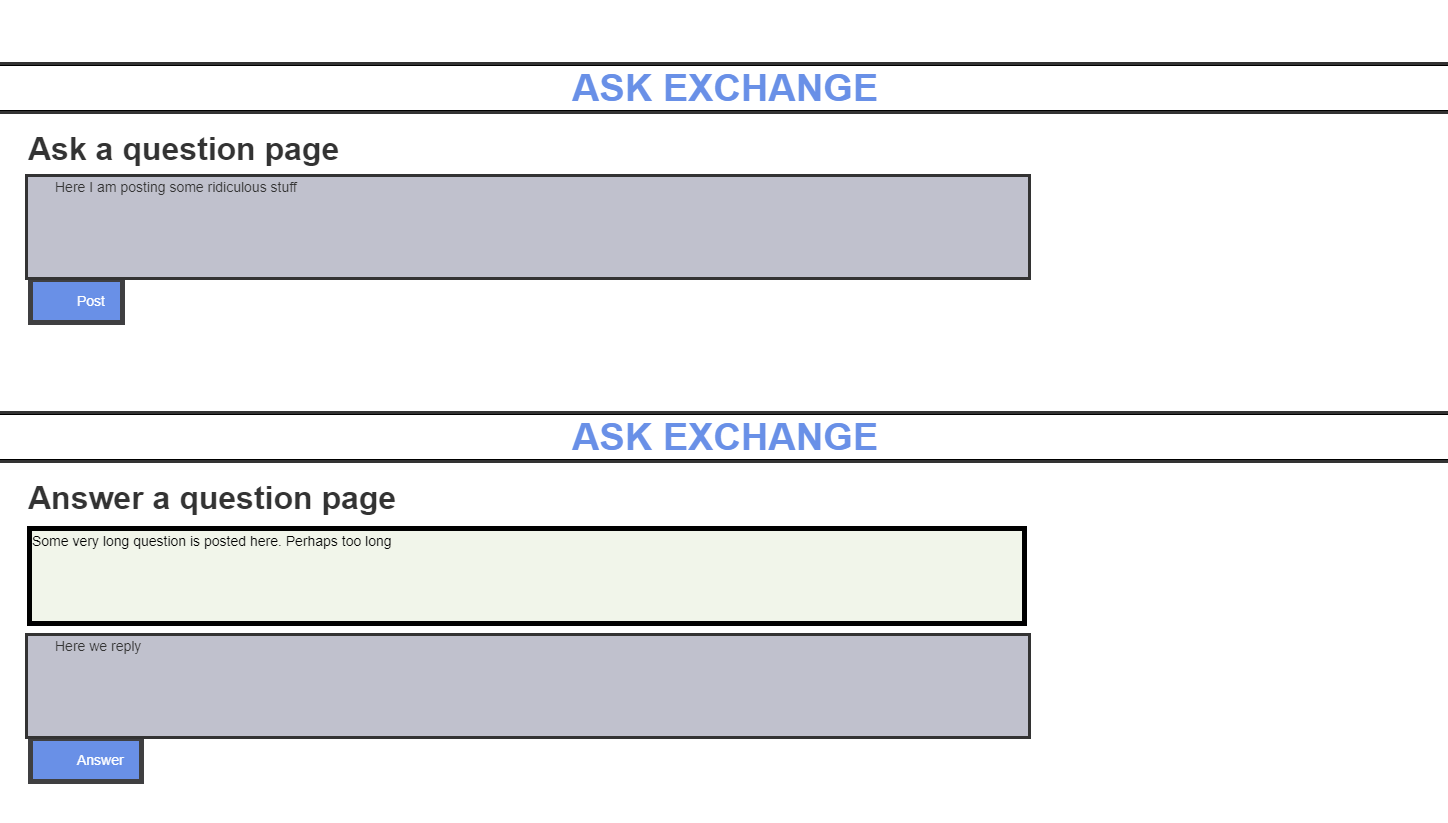 ASK EXCHANGE
Ask a question page
Here I am posting some ridiculous stuff
Post
ASK EXCHANGE
Answer a question page
Some very long question is posted here. Perhaps too long
Here we reply
Answer